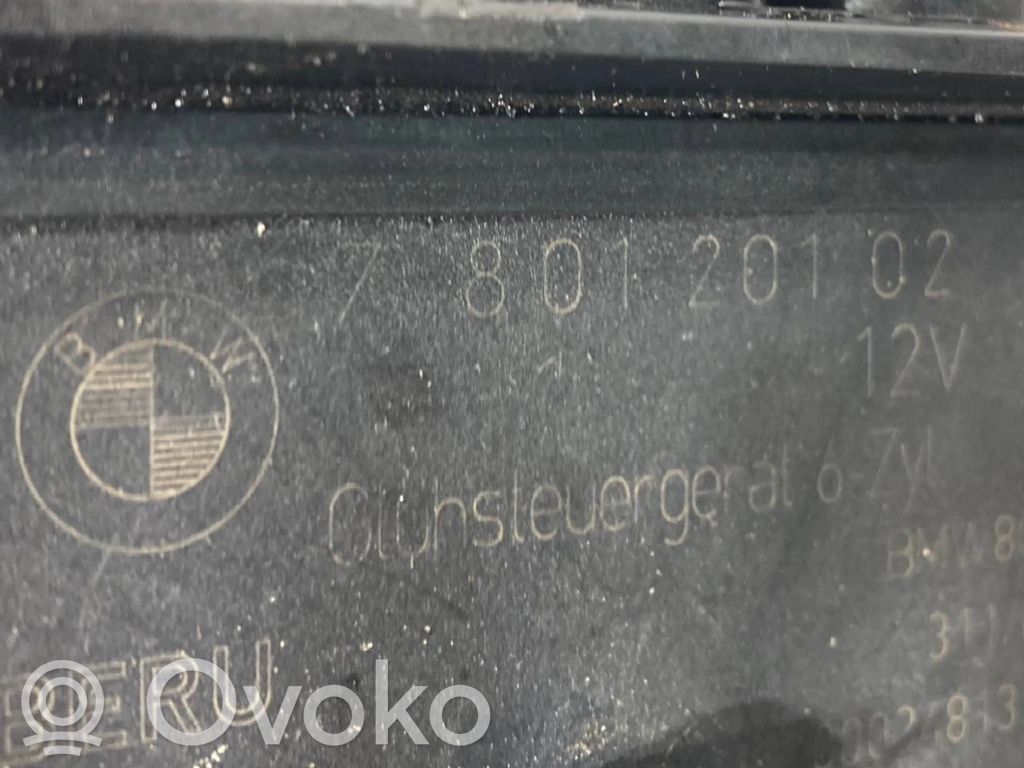 7 801 201 02
BMW
12V
Glühsteuergerät 6-Zyl
BERU
ovoko